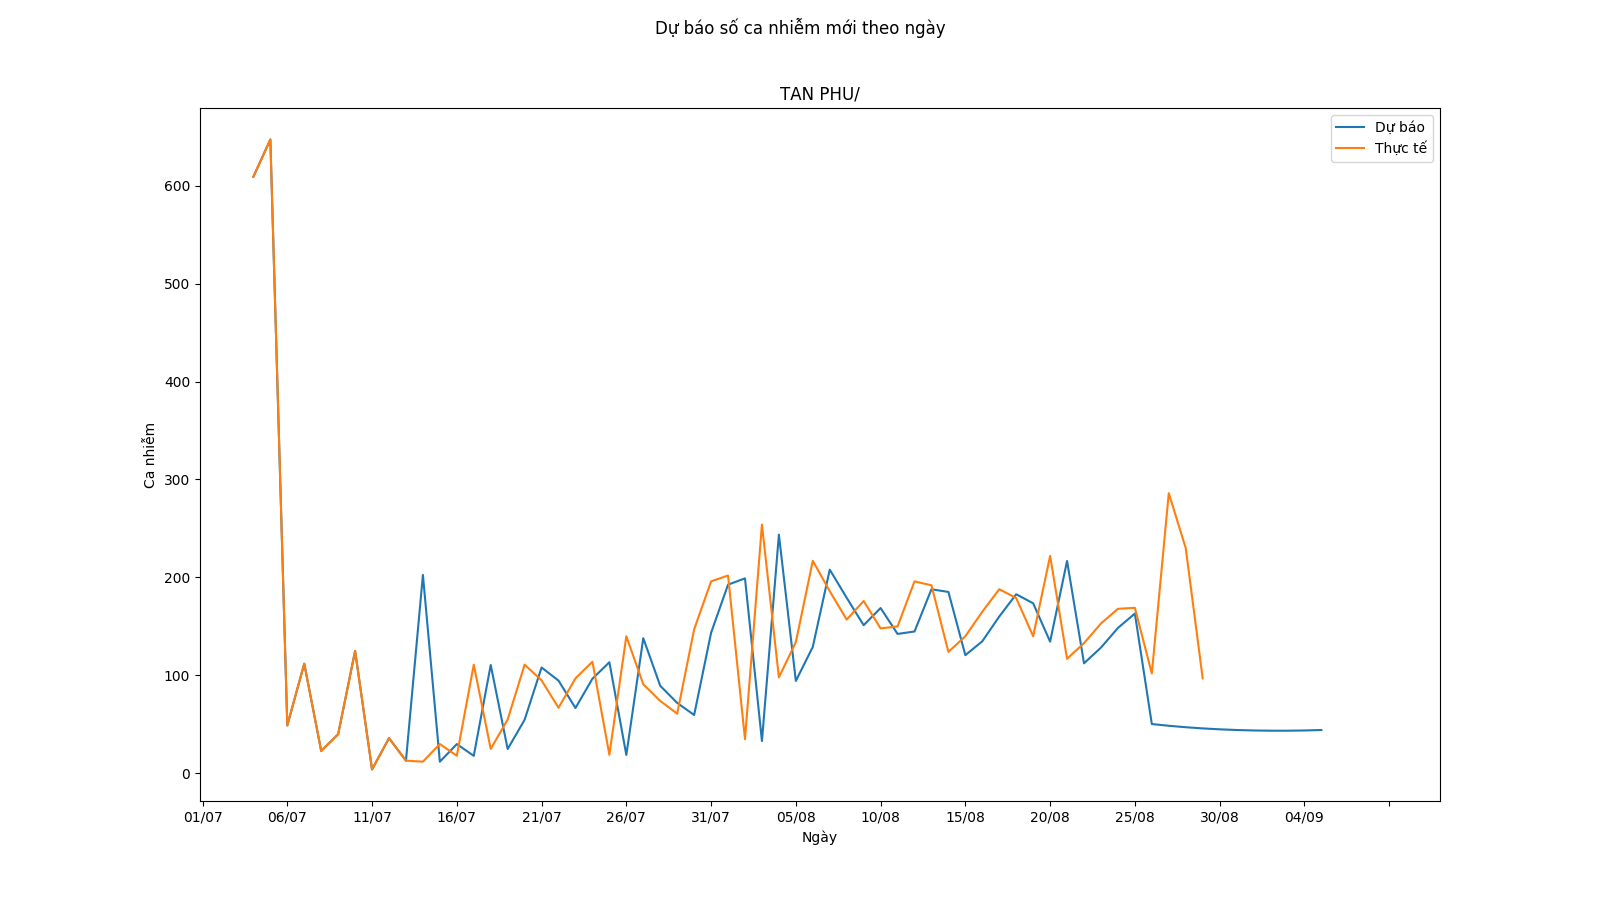 Dự báo số ca nhiễm mới theo ngày
TAN PHU/
Dự báo
Thực tế
600
500
400
300
200
100
0
Ca nhiễm
01/07 06/07 11/07 16/07 21/07 26/07 31/07 05/08 10/08 15/08 20/08 25/08 30/08 04/09
Ngày